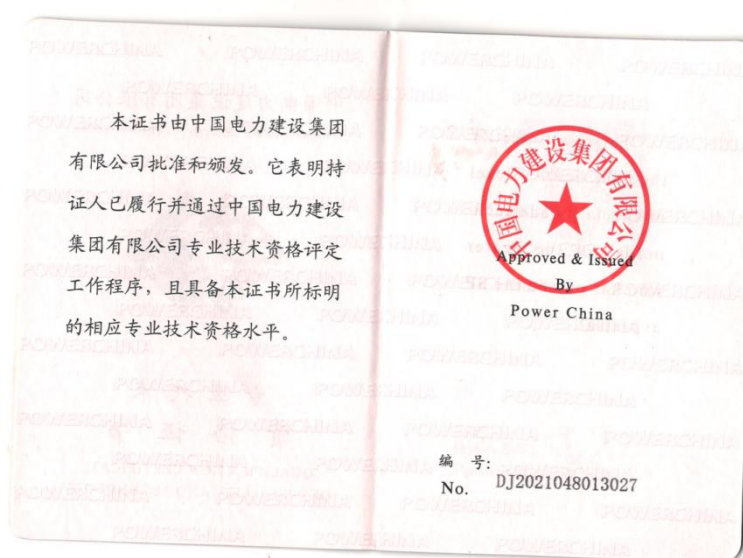 本证书由中国电力建设集团
有限公司批准和颁发。它表明持
证人已履行并通过中国电力建设
集团有限公司专业技术资格评定
工作程序，且具备本证书所标明
的相应专业技术资格水平。
中国电力建设集团有限公司
Approved & Issued
By
Power China
编 号:
No. DJ2021048013027
POWERCHINA